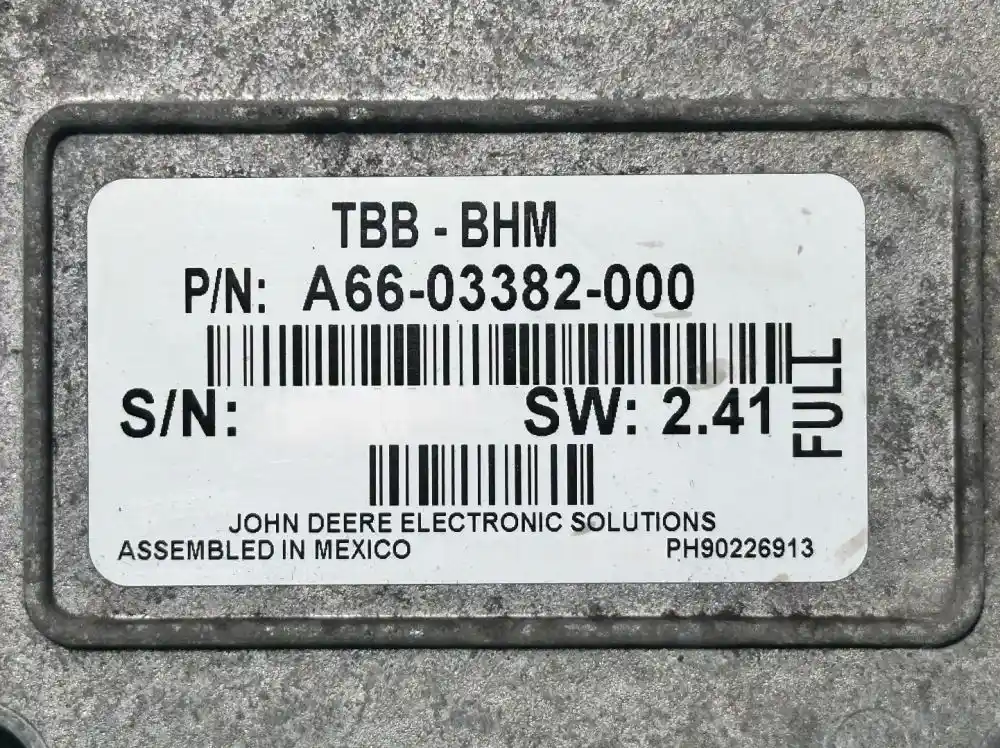 TBB - BHM
P/N: A66-03382-000
S/N:
SW: 2.41
FULL
JOHN DEERE ELECTRONIC SOLUTIONS
ASSEMBLED IN MEXICO
PH90226913